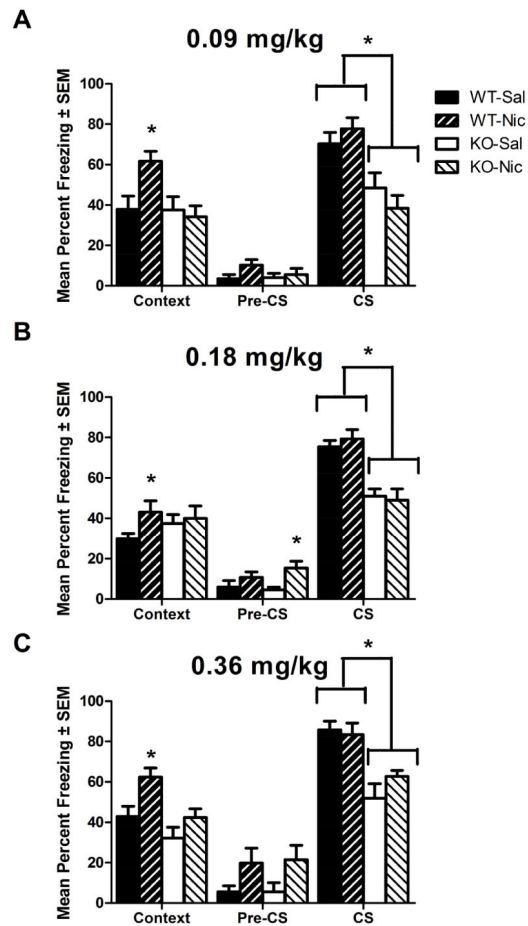 A
0.09 mg/kg
*
Mean Percent Freezing ± SEM
100
80
60
40
20
0
*
Context
Pre-CS
CS
WT-Sal
WT-Nic
KO-Sal
KO-Nic
B
0.18 mg/kg
*
Mean Percent Freezing ± SEM
100
80
60
40
20
0
*
*
Context
Pre-CS
CS
C
0.36 mg/kg
*
Mean Percent Freezing ± SEM
100
80
60
40
20
0
*
Context
Pre-CS
CS